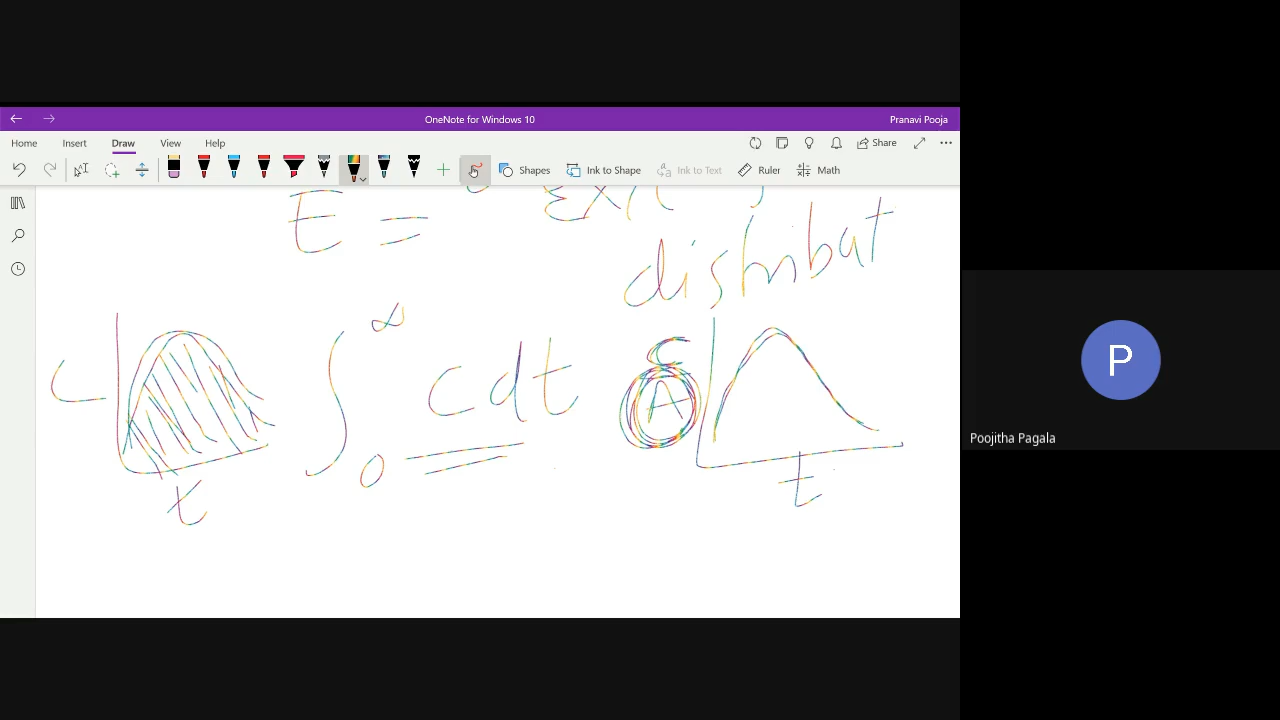 OneNote for Windows 10
Pranavi Pooja
Home Insert Draw View Help
Share
Shapes Ink to Shape Ink to Text Ruler Math
E =
distribut
∫ ∞ 0 c dt
C
t
E
A
t
P
Poojitha Pagala